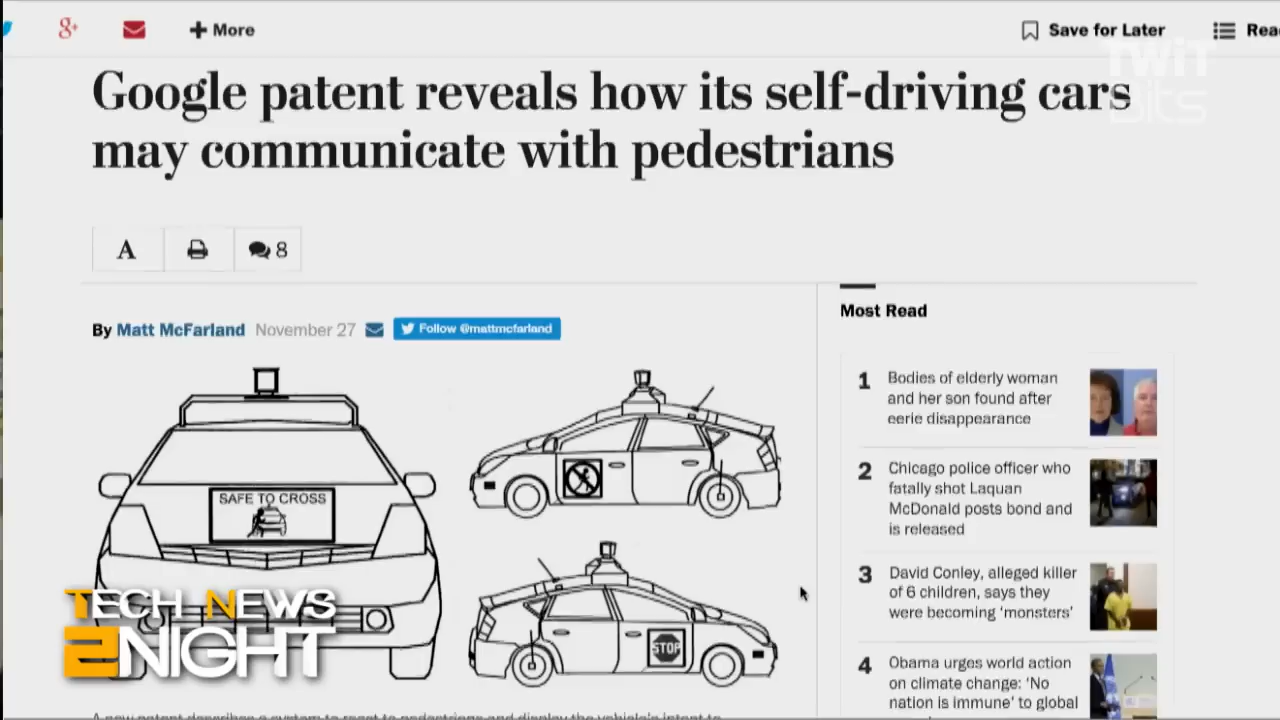 8+
More
Save for Later
TWiT
Bits
Google patent reveals how its self-driving cars
may communicate with pedestrians
A
8
By Matt McFarland November 27
Follow @mattmcfarland
Most Read
1 Bodies of elderly woman
and her son found after
eerie disappearance
2 Chicago police officer who
fatally shot Laquan
McDonald posts bond and
is released
3 David Conley, alleged killer
of 6 children, says they
were becoming ‘monsters’
4 Obama urges world action
on climate change: ‘No
nation is immune’ to global
SAFE TO CROSS
STOP
TECH NEWS
2NIGHT